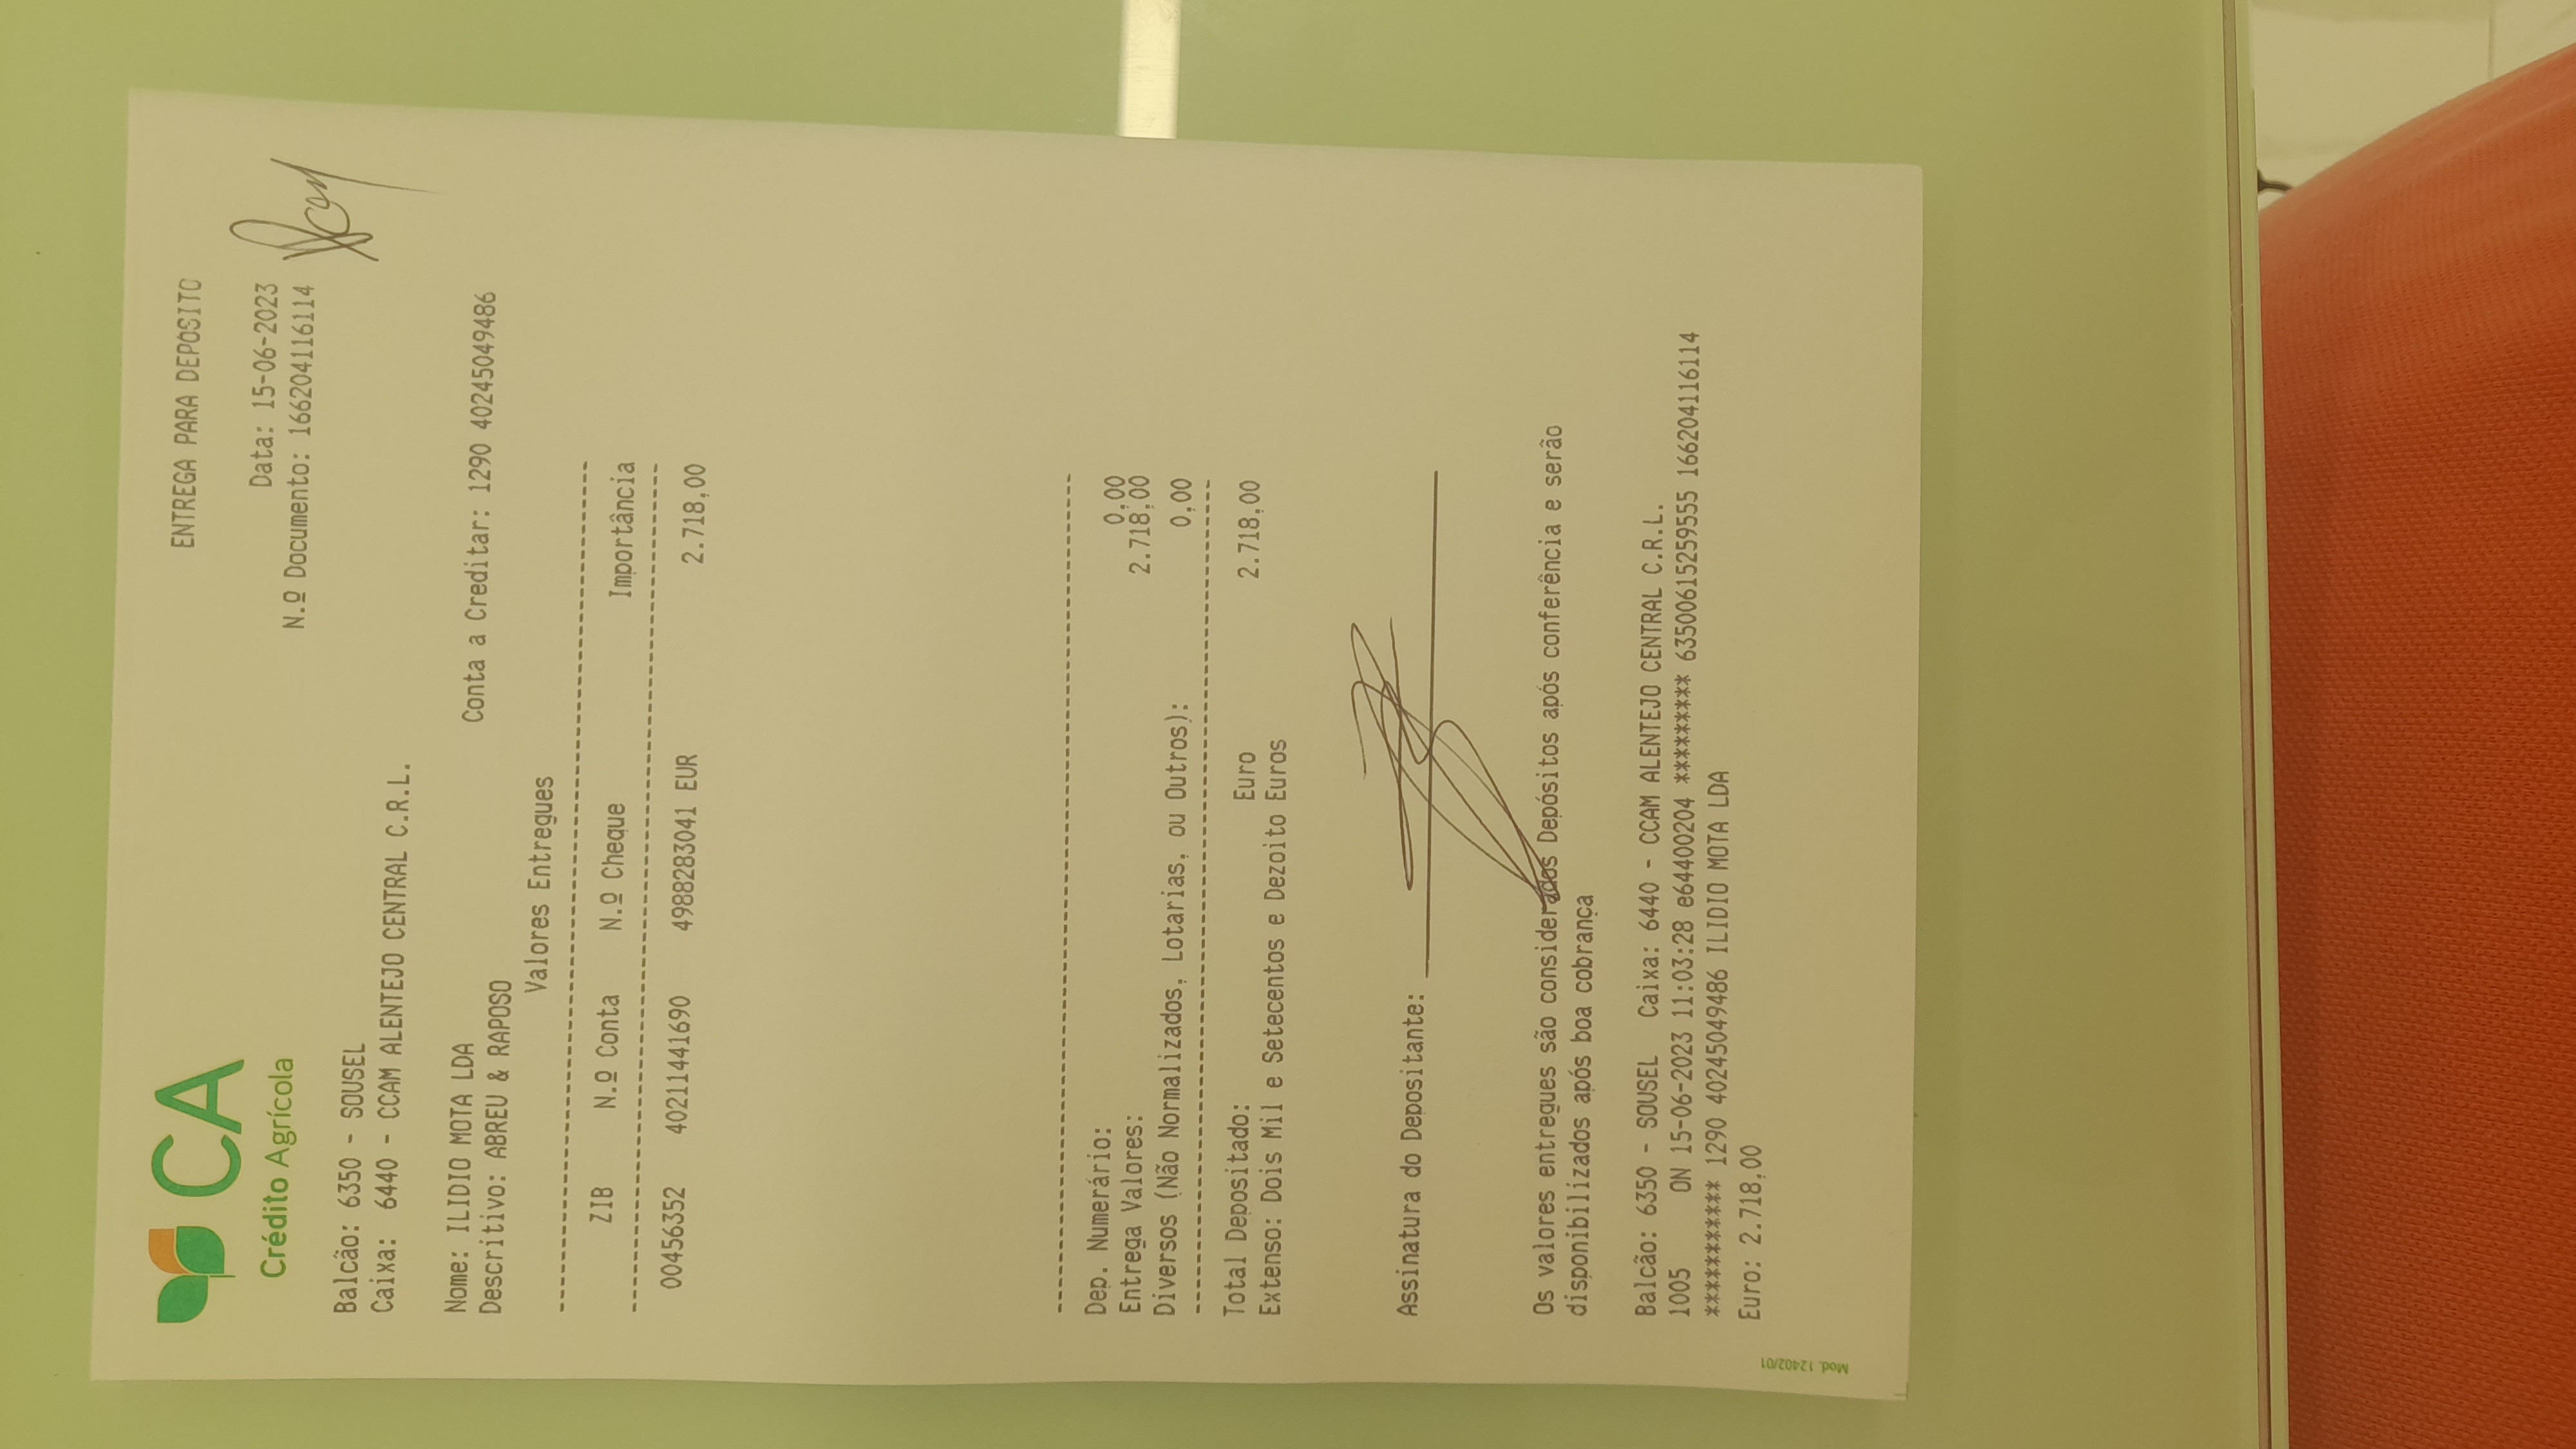 CA
Crédito Agrícola
ENTREGA PARA DEPÓSITO
Data: 15-06-2023
N.º Documento: 166204116114
Balcão: 6350 - SOUSEL
Caixa: 6440 - CCAM ALENTEJO CENTRAL C.R.L.
Nome: ILIDIO MOTA LDA
Conta a Creditar: 1290 40245049486
Descritivo: ABREU & RAPOSO
Valores Entregues
ZIB N.º Conta N.º Cheque Importância
00456352 40211441690 4988283041 EUR 2.718,00
Dep. Numerário: 0,00
Entrega Valores: 2.718,00
Diversos (Não Normalizados, Lotarias, ou Outros): 0,00
Total Depositado: Euro 2.718,00
Extenso: Dois Mil e Setecentos e Dezoito Euros
Assinatura do Depositante:
Os valores entregues são considerados Depósitos após conferência e serão
disponibilizados após boa cobrança
Balcão: 6350 - SOUSEL Caixa: 6440 - CCAM ALENTEJO CENTRAL C.R.L.
1005 ON 15-06-2023 11:03:28 e64400204 ********* 635006152595​55 166204116114
*********** 1290 40245049486 ILIDIO MOTA LDA
Euro: 2.718,00
Mod. 12402/01